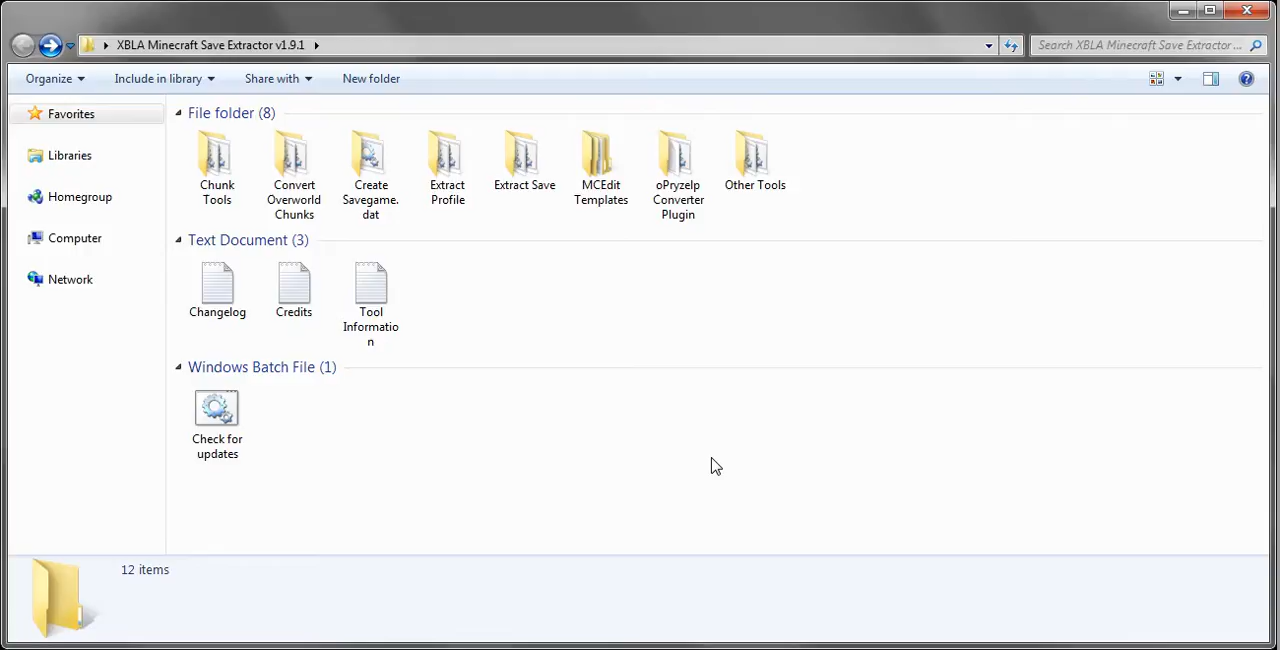 XBLA Minecraft Save Extractor v1.9.1
Search XBLA Minecraft Save Extractor ...
Organize
Include in library
Share with
New folder
Favorites
Libraries
Homegroup
Computer
Network
File folder (8)
Chunk
Tools
Convert
Overworld
Chunks
Create
Savegame.
dat
Extract
Profile
Extract Save
MCEdit
Templates
oPryzelp
Converter
Plugin
Other Tools
Text Document (3)
Changelog
Credits
Tool
Informatio
n
Windows Batch File (1)
Check for
updates
12 items